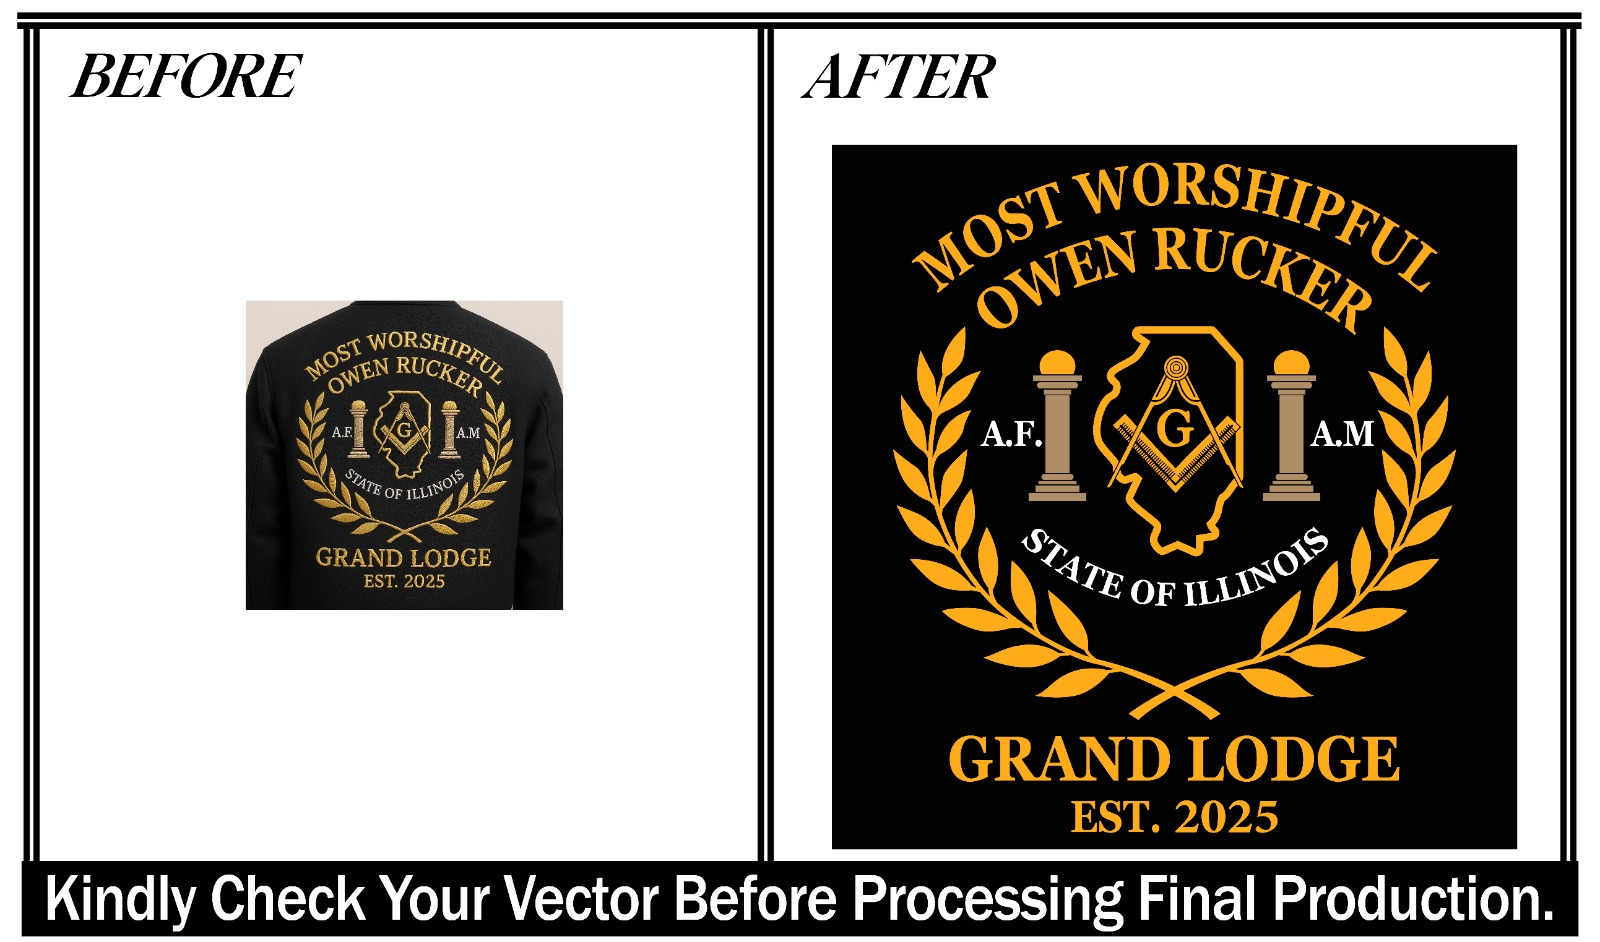 BEFORE
MOST WORSHIPFUL
OWEN RUCKER
A.F.
G
A.M
STATE OF ILLINOIS
GRAND LODGE
EST. 2025
AFTER
MOST WORSHIPFUL
OWEN RUCKER
A.F.
G
A.M
STATE OF ILLINOIS
GRAND LODGE
EST. 2025
Kindly Check Your Vector Before Processing Final Production.